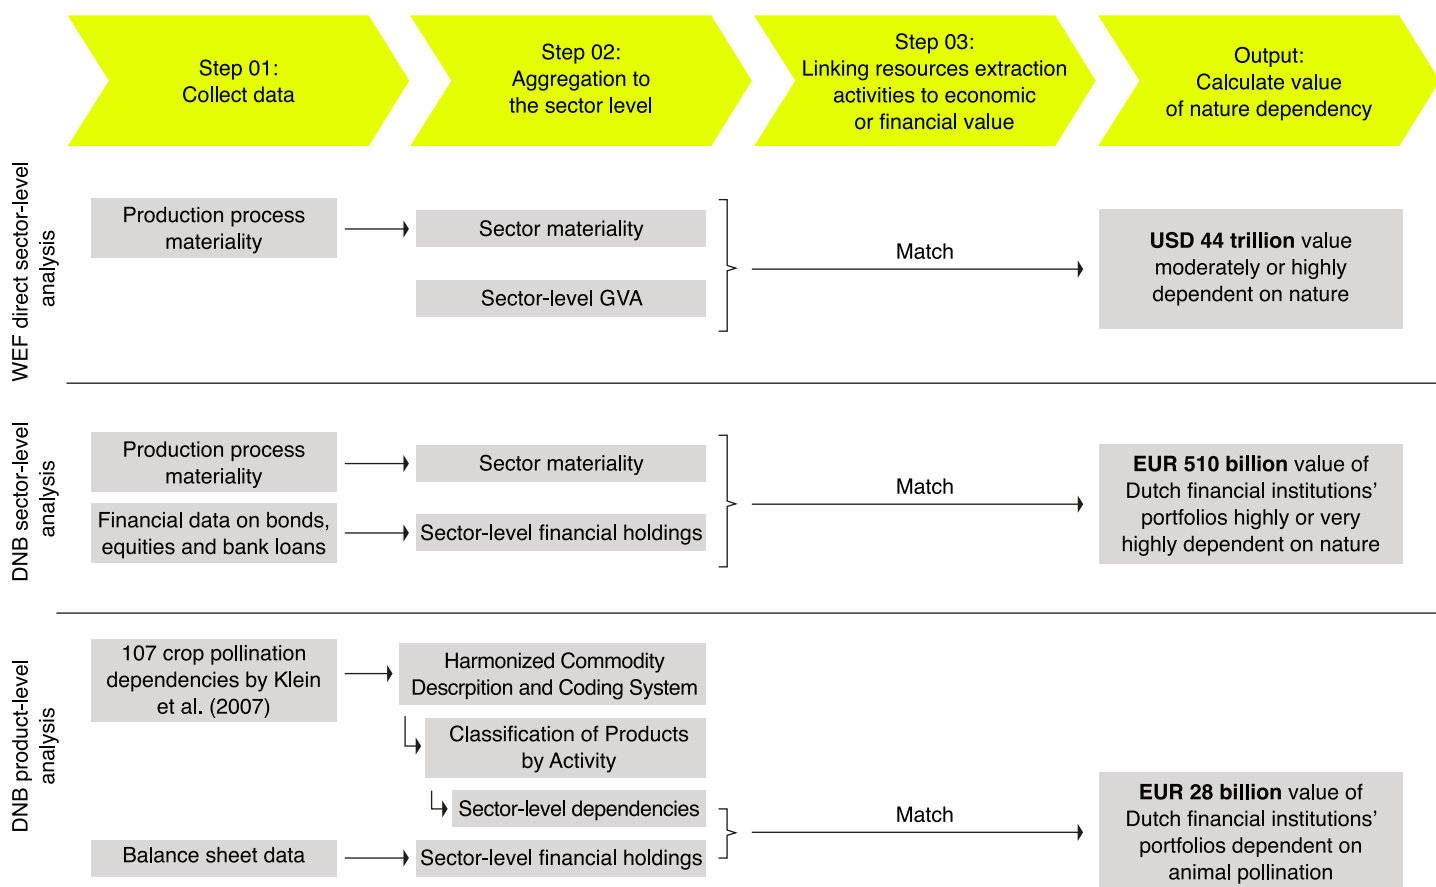 Step 01:
Collect data
Step 02:
Aggregation to
the sector level
Step 03:
Linking resources extraction
activities to economic
or financial value
Output:
Calculate value
of nature dependency
WEF direct sector-level
analysis
Production process
materiality
Sector materiality
Sector-level GVA
Match
USD 44 trillion value
moderately or highly
dependent on nature
DNB sector-level
analysis
Production process
materiality
Sector materiality
Financial data on bonds,
equities and bank loans
Sector-level financial holdings
Match
EUR 510 billion value of
Dutch financial institutions’
portfolios highly or very
highly dependent on nature
DNB product-level
analysis
107 crop pollination
dependencies by Klein
et al. (2007)
Harmonized Commodity
Descrpition and Coding System
Classification of Products
by Activity
Sector-level dependencies
Balance sheet data
Sector-level financial holdings
Match
EUR 28 billion value of
Dutch financial institutions’
portfolios dependent on
animal pollination